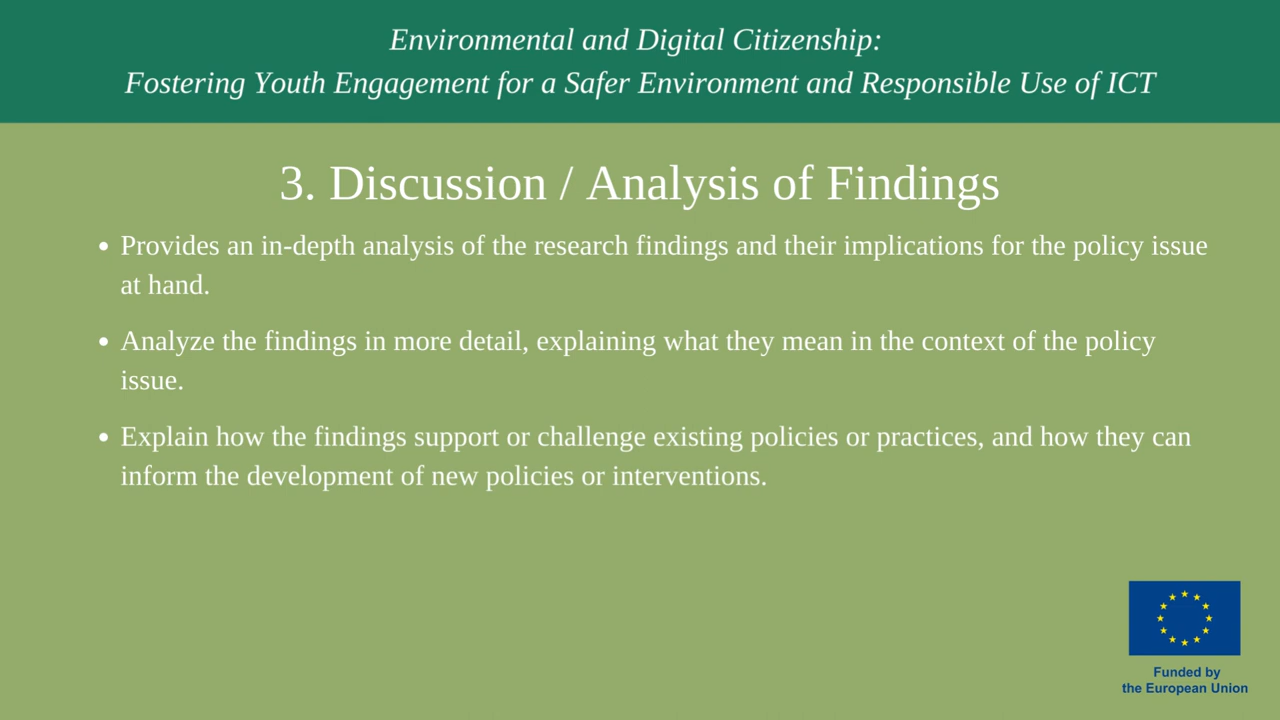 Environmental and Digital Citizenship:
Fostering Youth Engagement for a Safer Environment and Responsible Use of ICT
3. Discussion / Analysis of Findings
• Provides an in-depth analysis of the research findings and their implications for the policy issue
at hand.
• Analyze the findings in more detail, explaining what they mean in the context of the policy
issue.
• Explain how the findings support or challenge existing policies or practices, and how they can
inform the development of new policies or interventions.
Funded by
the European Union